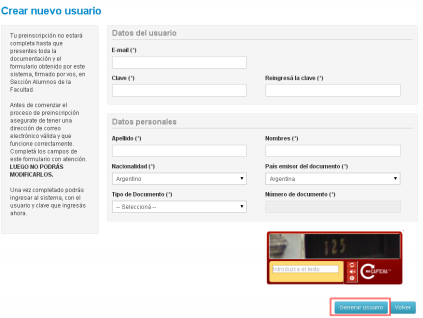 Crear nuevo usuario
Tu preinscripción no estará
completa hasta que
presentes toda la
documentación y el
formulario obtenido por este
sistema, firmado por vos, en
Sección Alumnos de la
Facultad.
Antes de comenzar el
proceso de preinscripción
asegurate de tener una
dirección de correo
electrónico válida y que
funcione correctamente.
Completá los campos de
este formulario con atención.
LUEGO NO PODRÁS
MODIFICARLOS.
Una vez completado podrás
ingresar al sistema, con el
usuario y clave que ingresás
ahora.
Datos del usuario
E-mail (*)
Clave (*)
Reingresá la clave (*)
Datos personales
Apellido (*)
Nombres (*)
Nacionalidad (*)
País emisor del documento (*)
Argentino
Argentina
Tipo de Documento (*)
Número de documento (*)
-- Seleccioná --
125
Introduzca el texto
reCAPTCHA™
Generar usuario
Volver